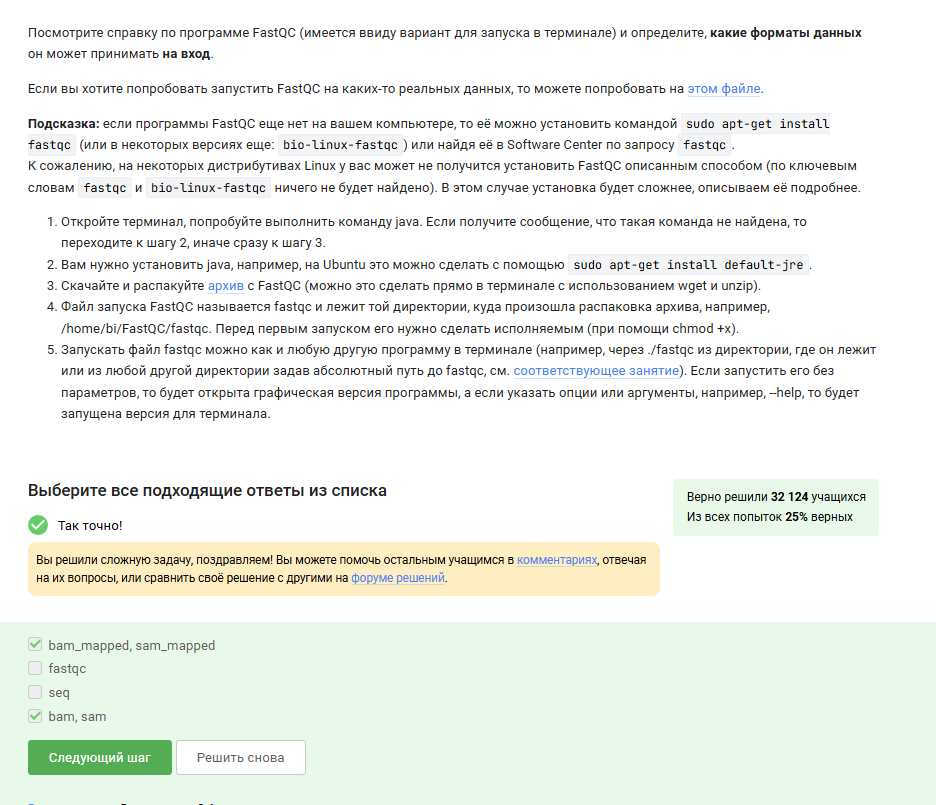 Посмотрите справку по программе FastQC (имеется ввиду вариант для запуска в терминале) и определите, какие форматы данных
он может принимать на вход.
Если вы хотите попробовать запустить FastQC на каких-то реальных данных, то можете попробовать на этом файле.
Подсказка: если программы FastQC еще нет на вашем компьютере, то её можно установить командой sudo apt-get install
fastqc (или в некоторых версиях еще: bio-linux-fastqc ) или найдя её в Software Center по запросу fastqc .
К сожалению, на некоторых дистрибутивах Linux у вас может не получится установить FastQC описанным способом (по ключевым
словам fastqc и bio-linux-fastqc ничего не будет найдено). В этом случае установка будет сложнее, описываем её подробнее.
1. Откройте терминал, попробуйте выполнить команду java. Если получите сообщение, что такая команда не найдена, то
переходите к шагу 2, иначе сразу к шагу 3.
2. Вам нужно установить java, например, на Ubuntu это можно сделать с помощью sudo apt-get install default-jre .
3. Скачайте и распакуйте архив с FastQC (можно это сделать прямо в терминале с использованием wget и unzip).
4. Файл запуска FastQC называется fastqc и лежит той директории, куда произошла распаковка архива, например,
/home/bi/FastQC/fastqc. Перед первым запуском его нужно сделать исполняемым (при помощи chmod +x).
5. Запускать файл fastqc можно как и любую другую программу в терминале (например, через ./fastqc из директории, где он лежит
или из любой другой директории задав абсолютный путь до fastqc, см. соответствующее занятие). Если запустить его без
параметров, то будет открыта графическая версия программы, а если указать опции или аргументы, например, --help, то будет
запущена версия для терминала.
Выберите все подходящие ответы из списка
Верно решили 32 124 учащихся
Из всех попыток 25% верных
Так точно!
Вы решили сложную задачу, поздравляем! Вы можете помочь остальным учащимся в комментариях, отвечая
на их вопросы, или сравнить своё решение с другими на форуме решений.
bam_mapped, sam_mapped
fastqc
seq
bam, sam
Следующий шаг
Решить снова